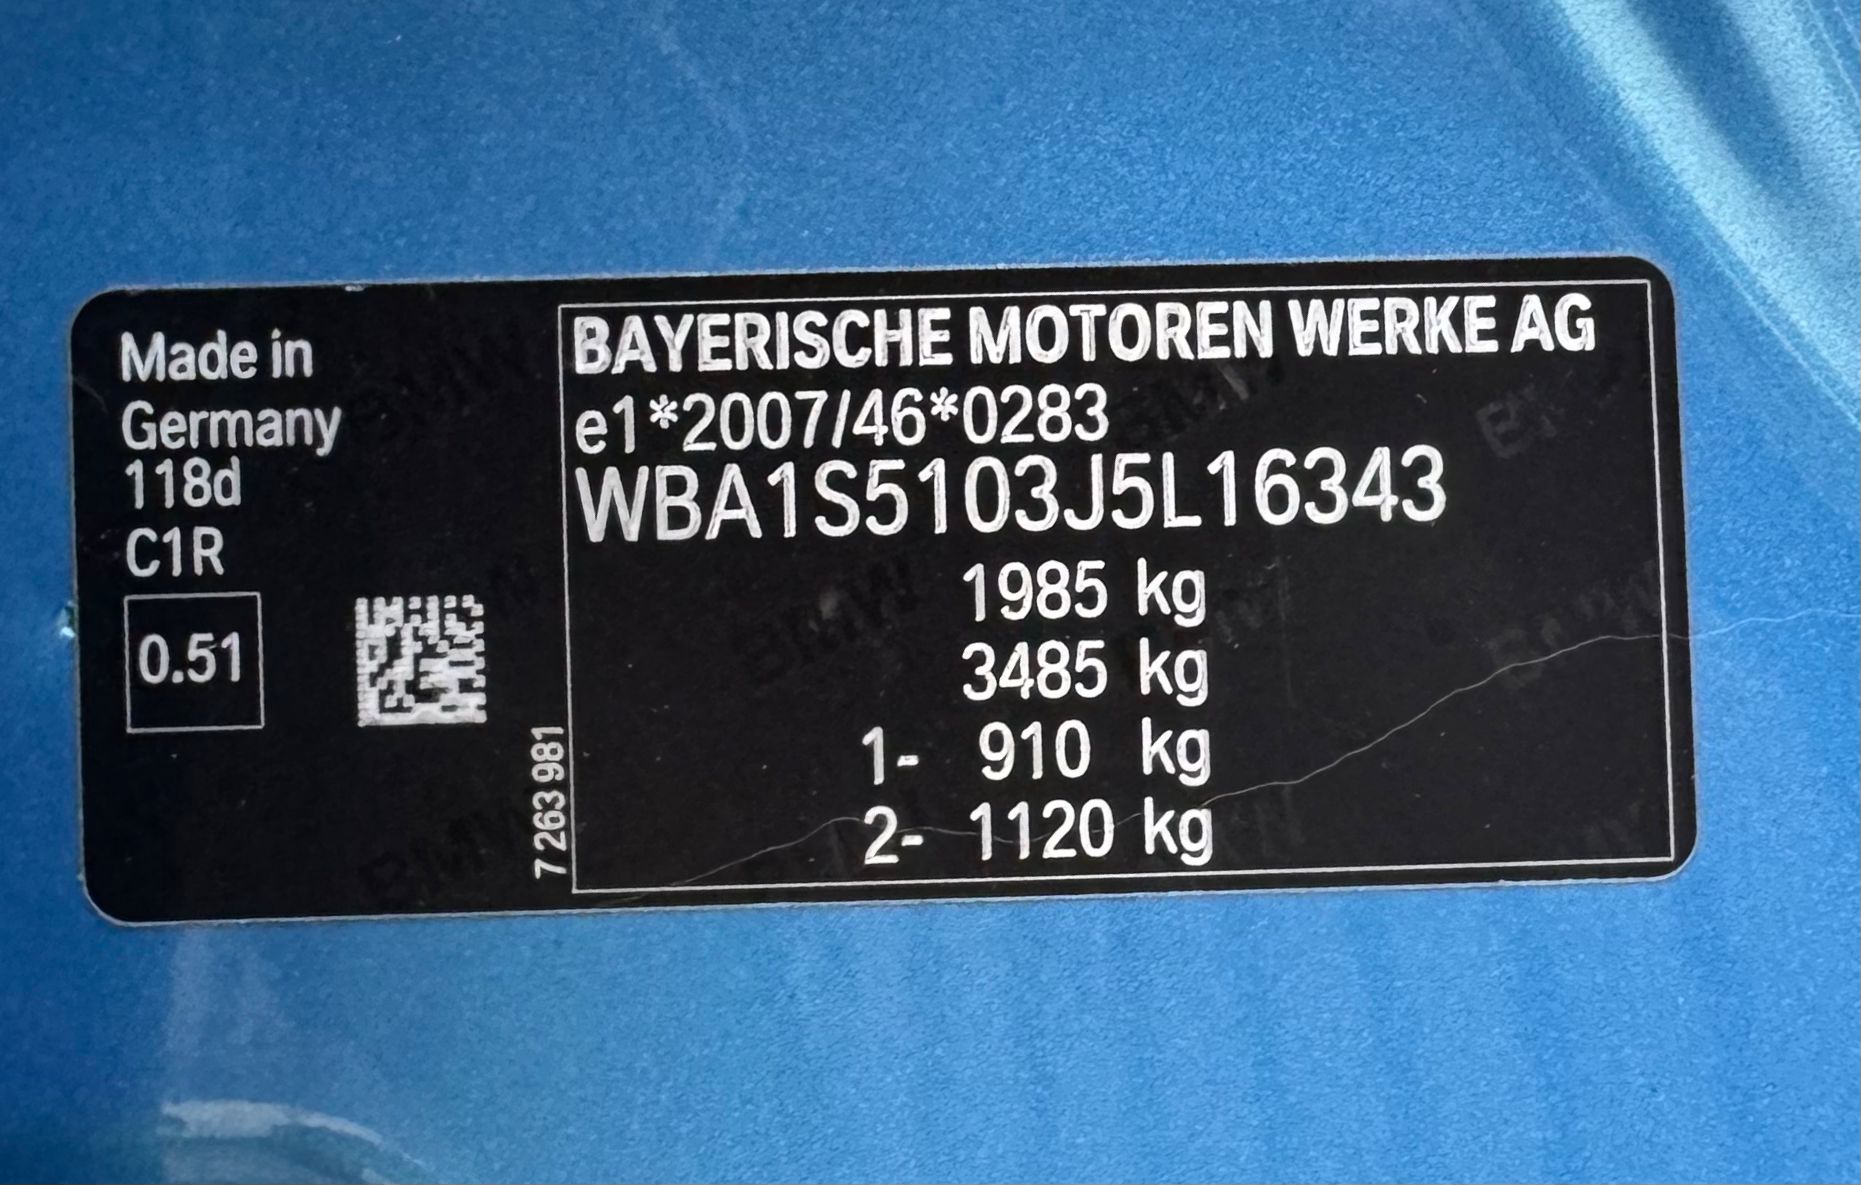 Made in
Germany
118d
C1R
0.51
7 263 981
BAYERISCHE MOTOREN WERKE AG
e1*2007/46*0283
WBA1S5103J5L16343
1985 kg
3485 kg
1- 910 kg
2- 1120 kg